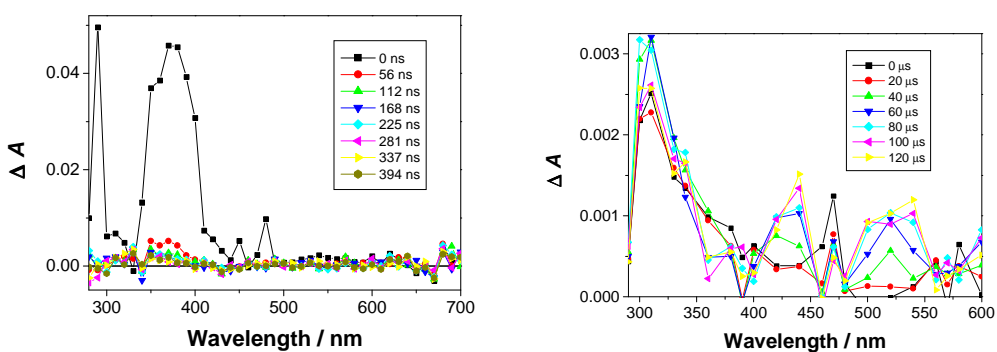 Δ A
0.04
0.02
0.00
300 400 500 600 700
Wavelength / nm
0 ns
56 ns
112 ns
168 ns
225 ns
281 ns
337 ns
394 ns
Δ A
0.003
0.002
0.001
0.000
300 350 400 450 500 550 600
Wavelength / nm
0 μs
20 μs
40 μs
60 μs
80 μs
100 μs
120 μs